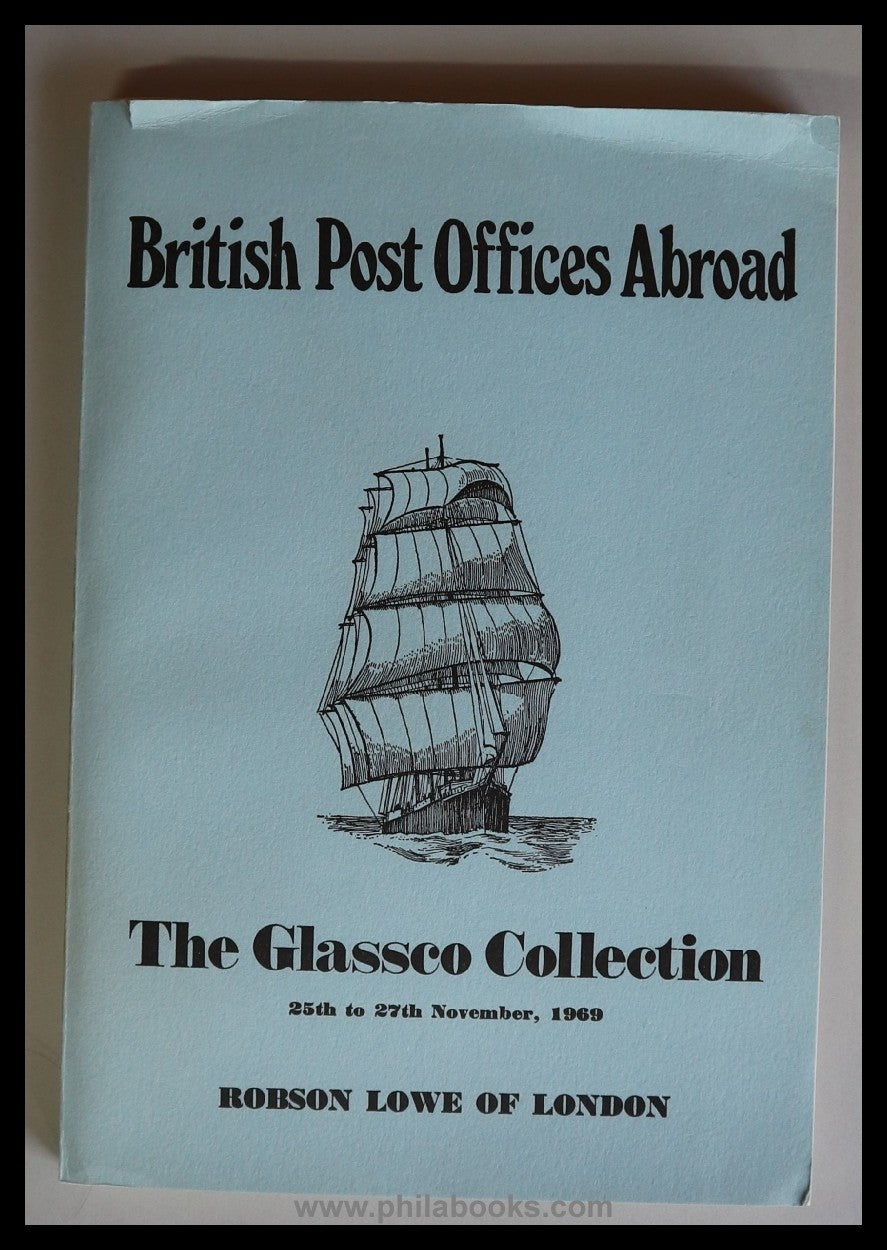 British Post Offices Abroad
The Glassco Collection
25th to 27th November, 1969
ROBSON LOWE OF LONDON
www.philabooks.com